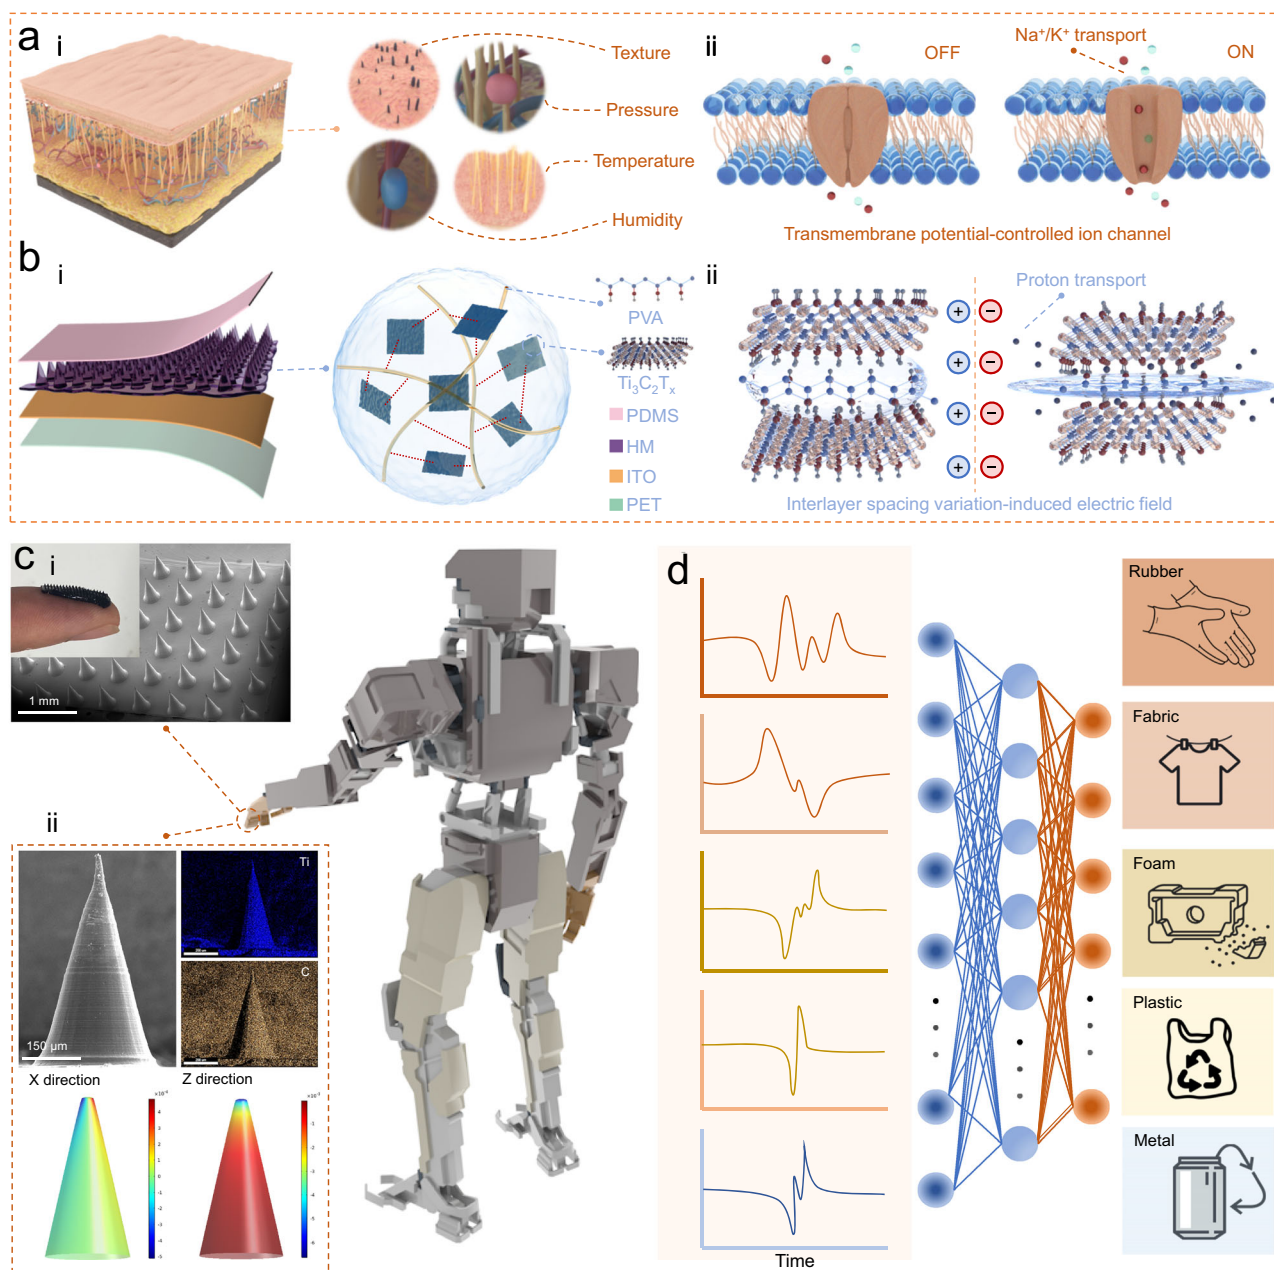 a
i
Texture
Pressure
Temperature
Humidity
ii
OFF
Na⁺/K⁺ transport
ON
Transmembrane potential-controlled ion channel
b
i
PVA
Ti₃C₂Tₓ
PDMS
HM
ITO
PET
ii
Proton transport
+ −
+ −
+ −
+ −
Interlayer spacing variation-induced electric field
c
i
1 mm
ii
Ti
C
150 μm
X direction
Z direction
d
Time
Rubber
Fabric
Foam
Plastic
Metal